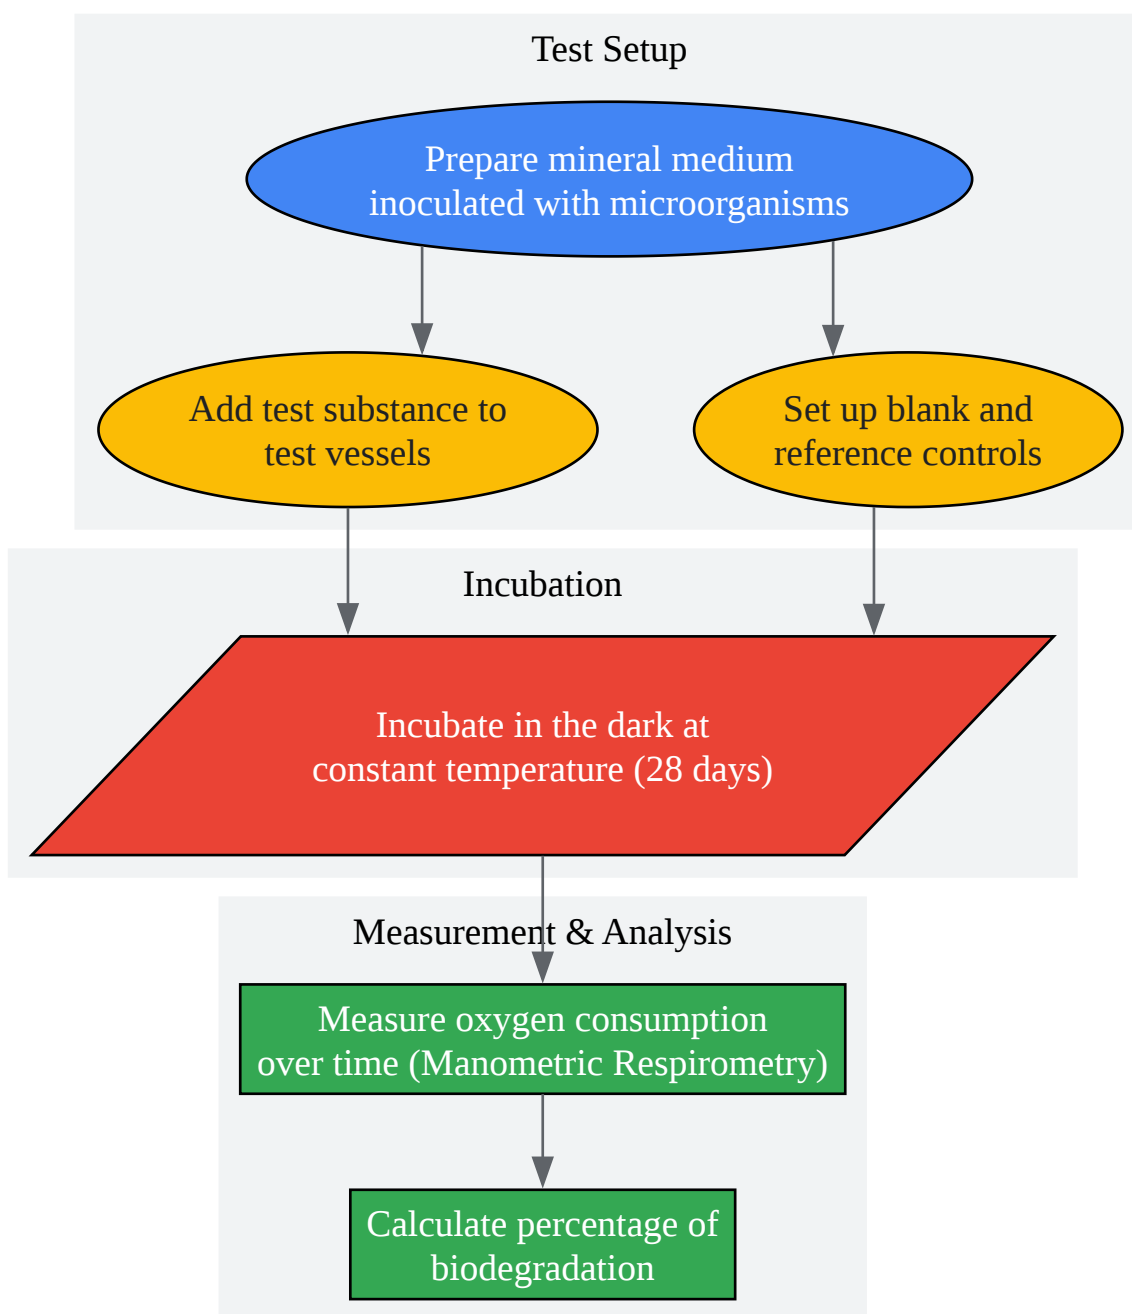 Test Setup
Prepare mineral medium
inoculated with microorganisms
Add test substance to
test vessels
Set up blank and
reference controls
Incubation
Incubate in the dark at
constant temperature (28 days)
Measurement & Analysis
Measure oxygen consumption
over time (Manometric Respirometry)
Calculate percentage of
biodegradation